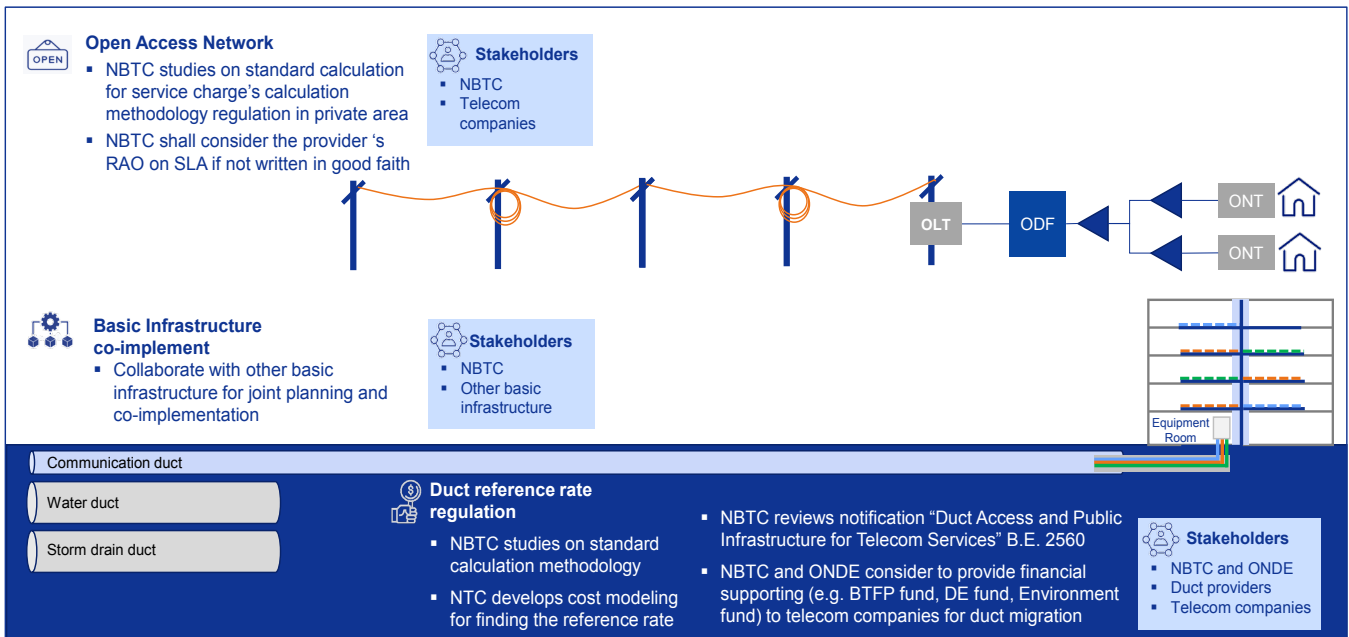 OPEN
Open Access Network
▪ NBTC studies on standard calculation
for service charge's calculation
methodology regulation in private area
▪ NBTC shall consider the provider 's
RAO on SLA if not written in good faith
Stakeholders
▪ NBTC
▪ Telecom
companies
OLT
ODF
ONT
ONT
Basic Infrastructure
co-implement
▪ Collaborate with other basic
infrastructure for joint planning and
co-implementation
Stakeholders
▪ NBTC
▪ Other basic
infrastructure
Equipment
Room
Communication duct
Water duct
Storm drain duct
$
Duct reference rate
regulation
▪ NBTC studies on standard
calculation methodology
▪ NTC develops cost modeling
for finding the reference rate
▪ NBTC reviews notification “Duct Access and Public
Infrastructure for Telecom Services” B.E. 2560
▪ NBTC and ONDE consider to provide financial
supporting (e.g. BTFP fund, DE fund, Environment
fund) to telecom companies for duct migration
Stakeholders
▪ NBTC and ONDE
▪ Duct providers
▪ Telecom companies